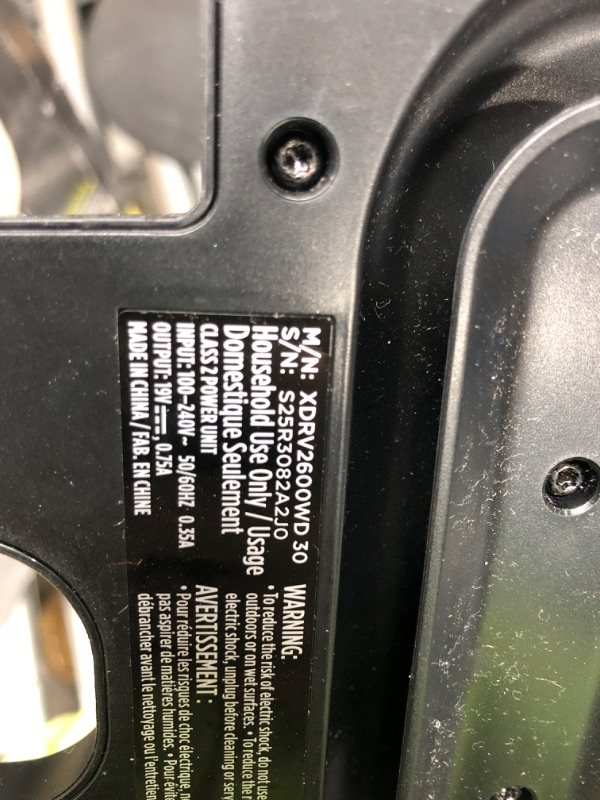 M/N: XDRV2600WD 30
S/N: S25R3082A2J0
Household Use Only / Usage
Domestique Seulement
CLASS 2 POWER UNIT
INPUT: 100-240V~ 50/60HZ 0.35A
OUTPUT: 19V⎓, 0.75A
MADE IN CHINA / FAB. EN CHINE
WARNING:
• To reduce the risk of electric shock, do not use
outdoors or on wet surfaces. • To reduce the
electric shock, unplug before cleaning or
AVERTISSEMENT :
• Pour réduire les risques de choc électrique,
pas aspirer de matières humides. •
débrancher avant le nettoyage ou l'entretien